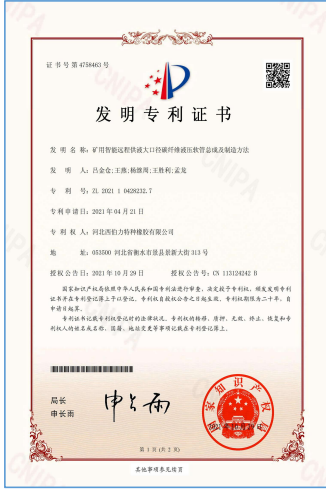 证书号第4758463号
发明专利证书
发 明 名 称：矿用智能远程供液大口径碳纤维液压软管总成及制造方法
发 明 人：吕金仓;王燕;杨继周;王胜利;孟龙
专 利 号：ZL 2021 1 0428232.7
专利申请日：2021年04月21日
专 利 权 人：河北西伯力特种橡胶有限公司
地 址：053500 河北省衡水市景县景新大街313号
授权公告日：2021年10月29日 授权公告号：CN 113124242 B
国家知识产权局依照中华人民共和国专利法进行审查，决定授予专利权，颁发发明专利
证书并在专利登记簿上予以登记。专利权自授权公告之日起生效。专利权期限为二十年，自
申请日起算。
专利证书记载专利权登记时的法律状况。专利权的转移、质押、无效、终止、恢复和专
利权人的姓名或名称、国籍、地址变更等事项记载在专利登记簿上。
局长
申长雨
申长雨
国家知识产权局
第 1 页 (共 2 页)
其他事项参见续页
CNIPA